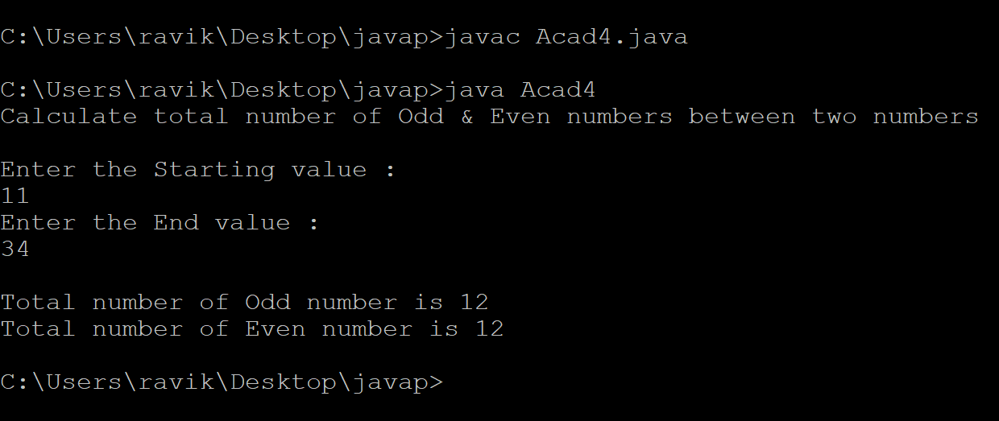 C:\Users\ravik\Desktop\javap>javac Acad4.java
C:\Users\ravik\Desktop\javap>java Acad4
Calculate total number of Odd & Even numbers between two numbers
Enter the Starting value :
11
Enter the End value :
34
Total number of Odd number is 12
Total number of Even number is 12
C:\Users\ravik\Desktop\javap>